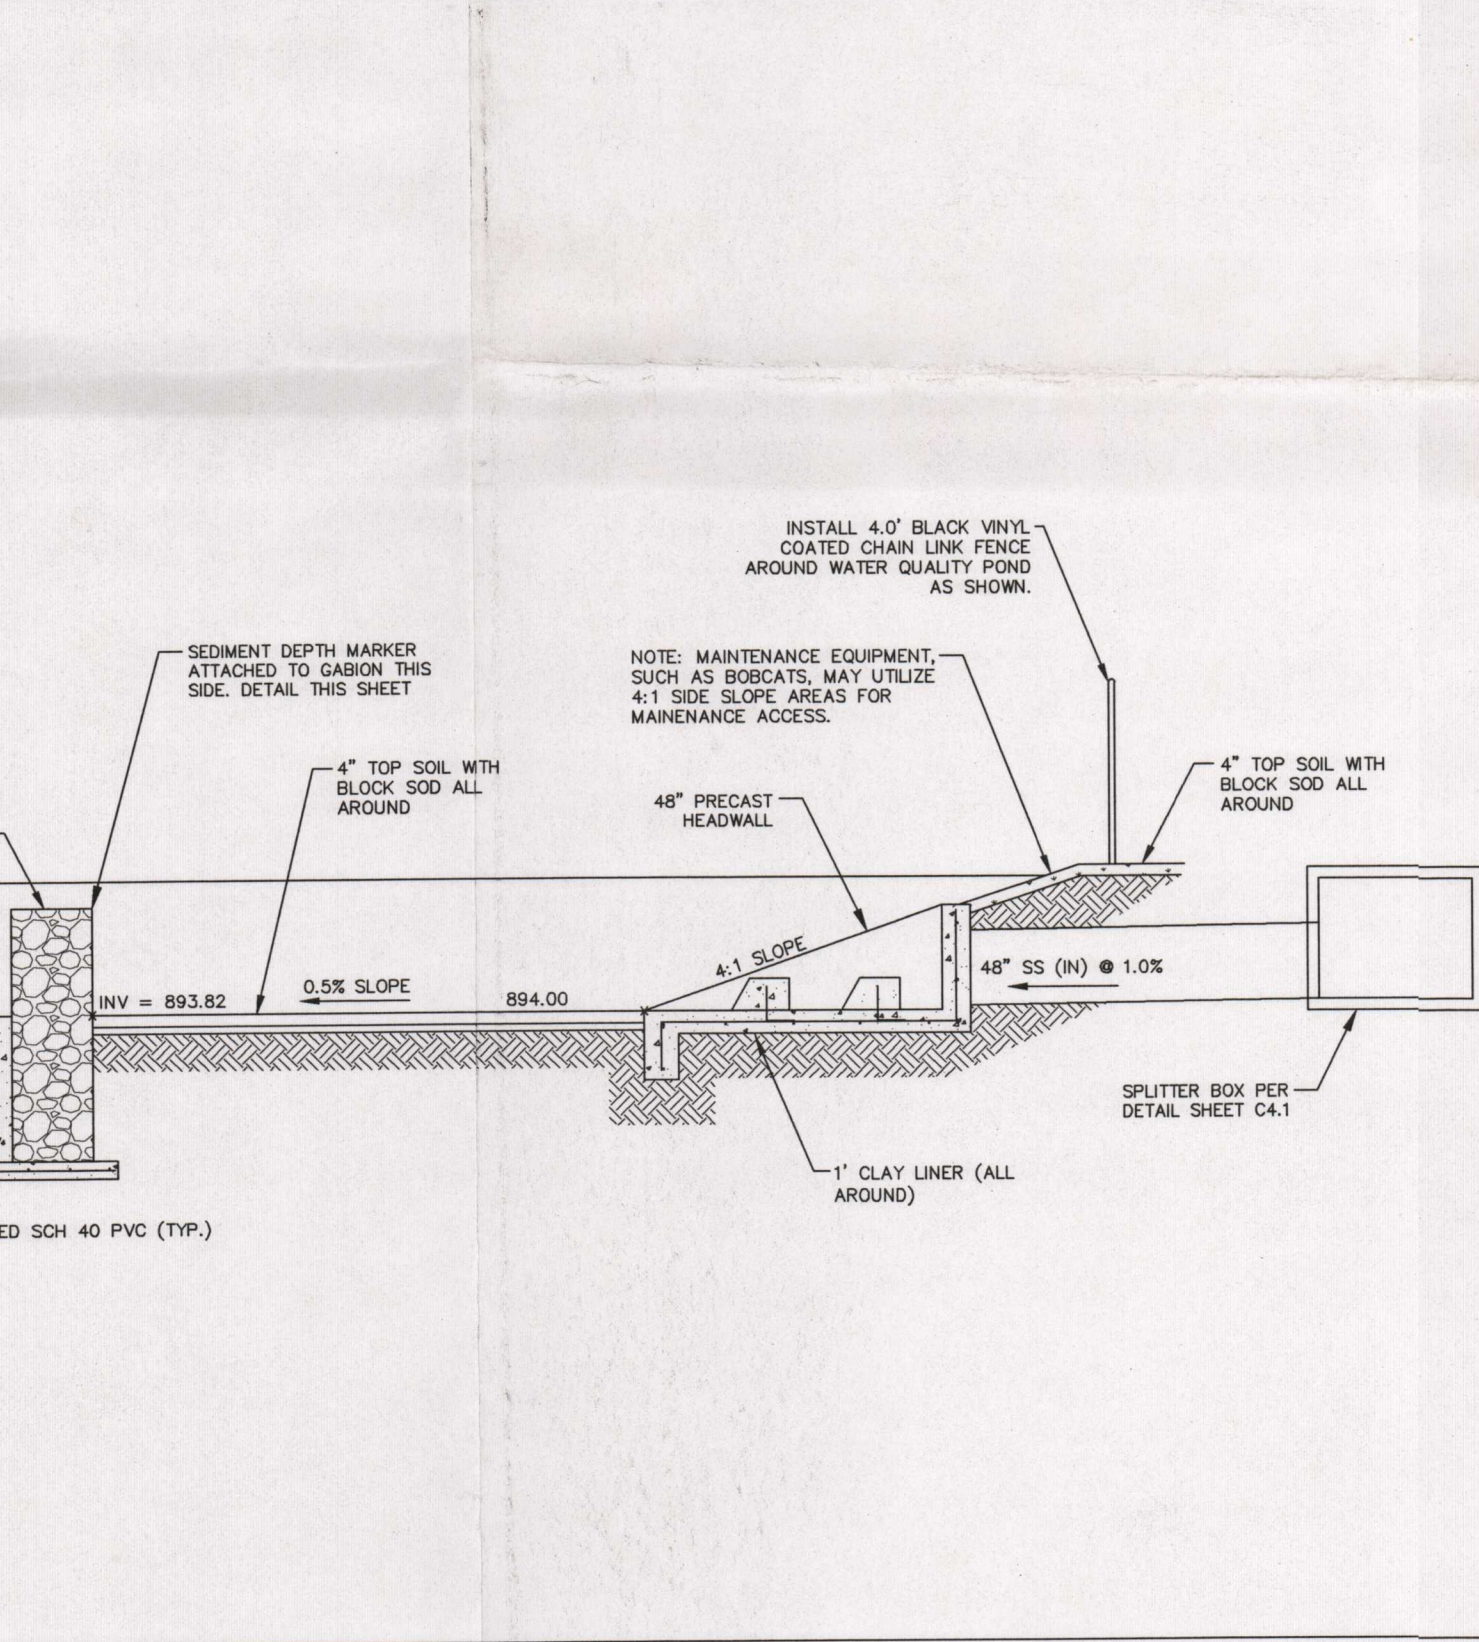 INSTALL 4.0' BLACK VINYL
COATED CHAIN LINK FENCE
AROUND WATER QUALITY POND
AS SHOWN.
SEDIMENT DEPTH MARKER
ATTACHED TO GABION THIS
SIDE. DETAIL THIS SHEET
NOTE: MAINTENANCE EQUIPMENT,
SUCH AS BOBCATS, MAY UTILIZE
4:1 SIDE SLOPE AREAS FOR
MAINENANCE ACCESS.
4" TOP SOIL WITH
BLOCK SOD ALL
AROUND
48" PRECAST
HEADWALL
4" TOP SOIL WITH
BLOCK SOD ALL
AROUND
4:1 SLOPE
48" SS (IN) @ 1.0%
INV = 893.82
0.5% SLOPE
894.00
SPLITTER BOX PER
DETAIL SHEET C4.1
1' CLAY LINER (ALL
AROUND)
ED SCH 40 PVC (TYP.)